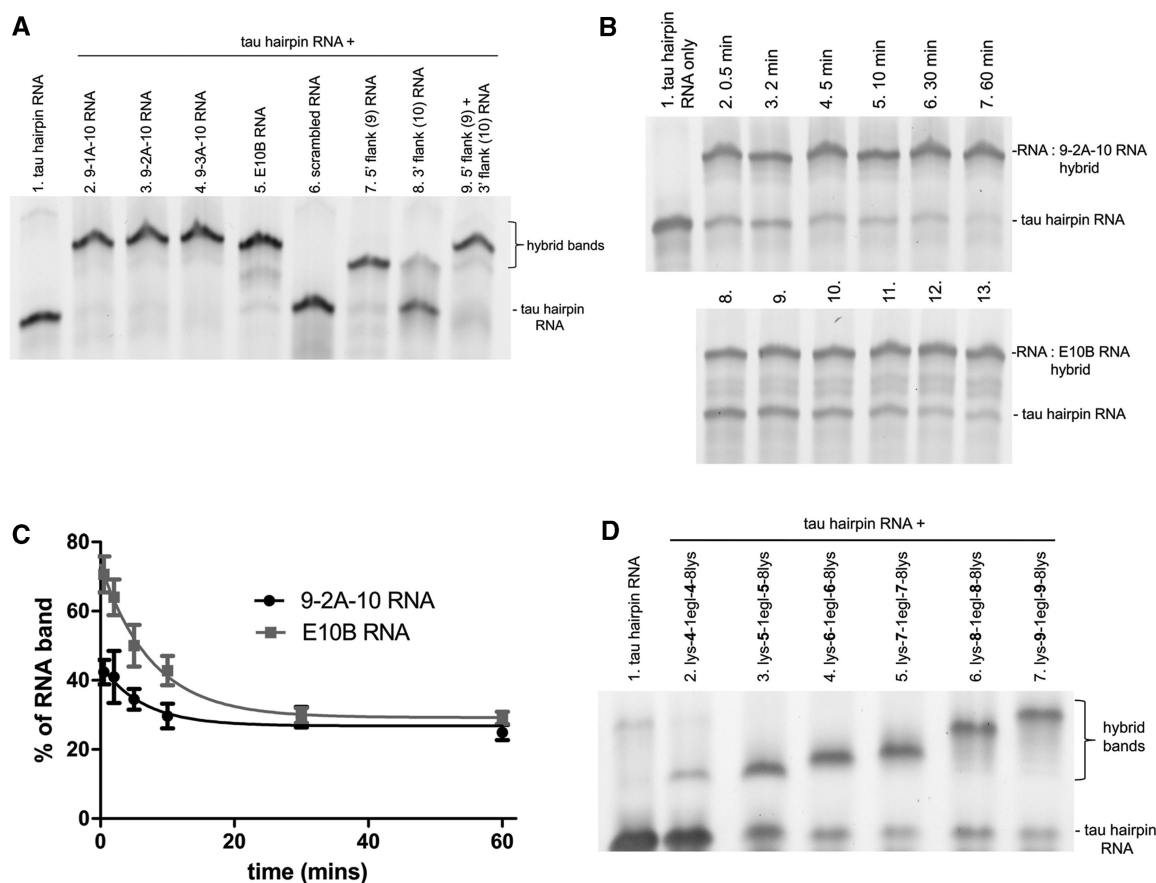 A
tau hairpin RNA +
1. tau hairpin RNA
2. 9-1A-10 RNA
3. 9-2A-10 RNA
4. 9-3A-10 RNA
5. E10B RNA
6. scrambled RNA
7. 5' flank (9) RNA
8. 3' flank (10) RNA
9. 5' flank (9) +
3' flank (10) RNA
hybrid bands
- tau hairpin
RNA
B
1. tau hairpin
RNA only
2. 0.5 min
3. 2 min
4. 5 min
5. 10 min
6. 30 min
7. 60 min
-RNA : 9-2A-10 RNA
hybrid
- tau hairpin RNA
8.
9.
10.
11.
12.
13.
-RNA : E10B RNA
hybrid
- tau hairpin RNA
C
80
60
40
20
0
% of RNA band
9-2A-10 RNA
E10B RNA
0
20
40
60
time (mins)
D
tau hairpin RNA +
1. tau hairpin RNA
2. lys-4-1egl-4-8lys
3. lys-5-1egl-5-8lys
4. lys-6-1egl-6-8lys
5. lys-7-1egl-7-8lys
6. lys-8-1egl-8-8lys
7. lys-9-1egl-9-8lys
hybrid
bands
- tau hairpin
RNA